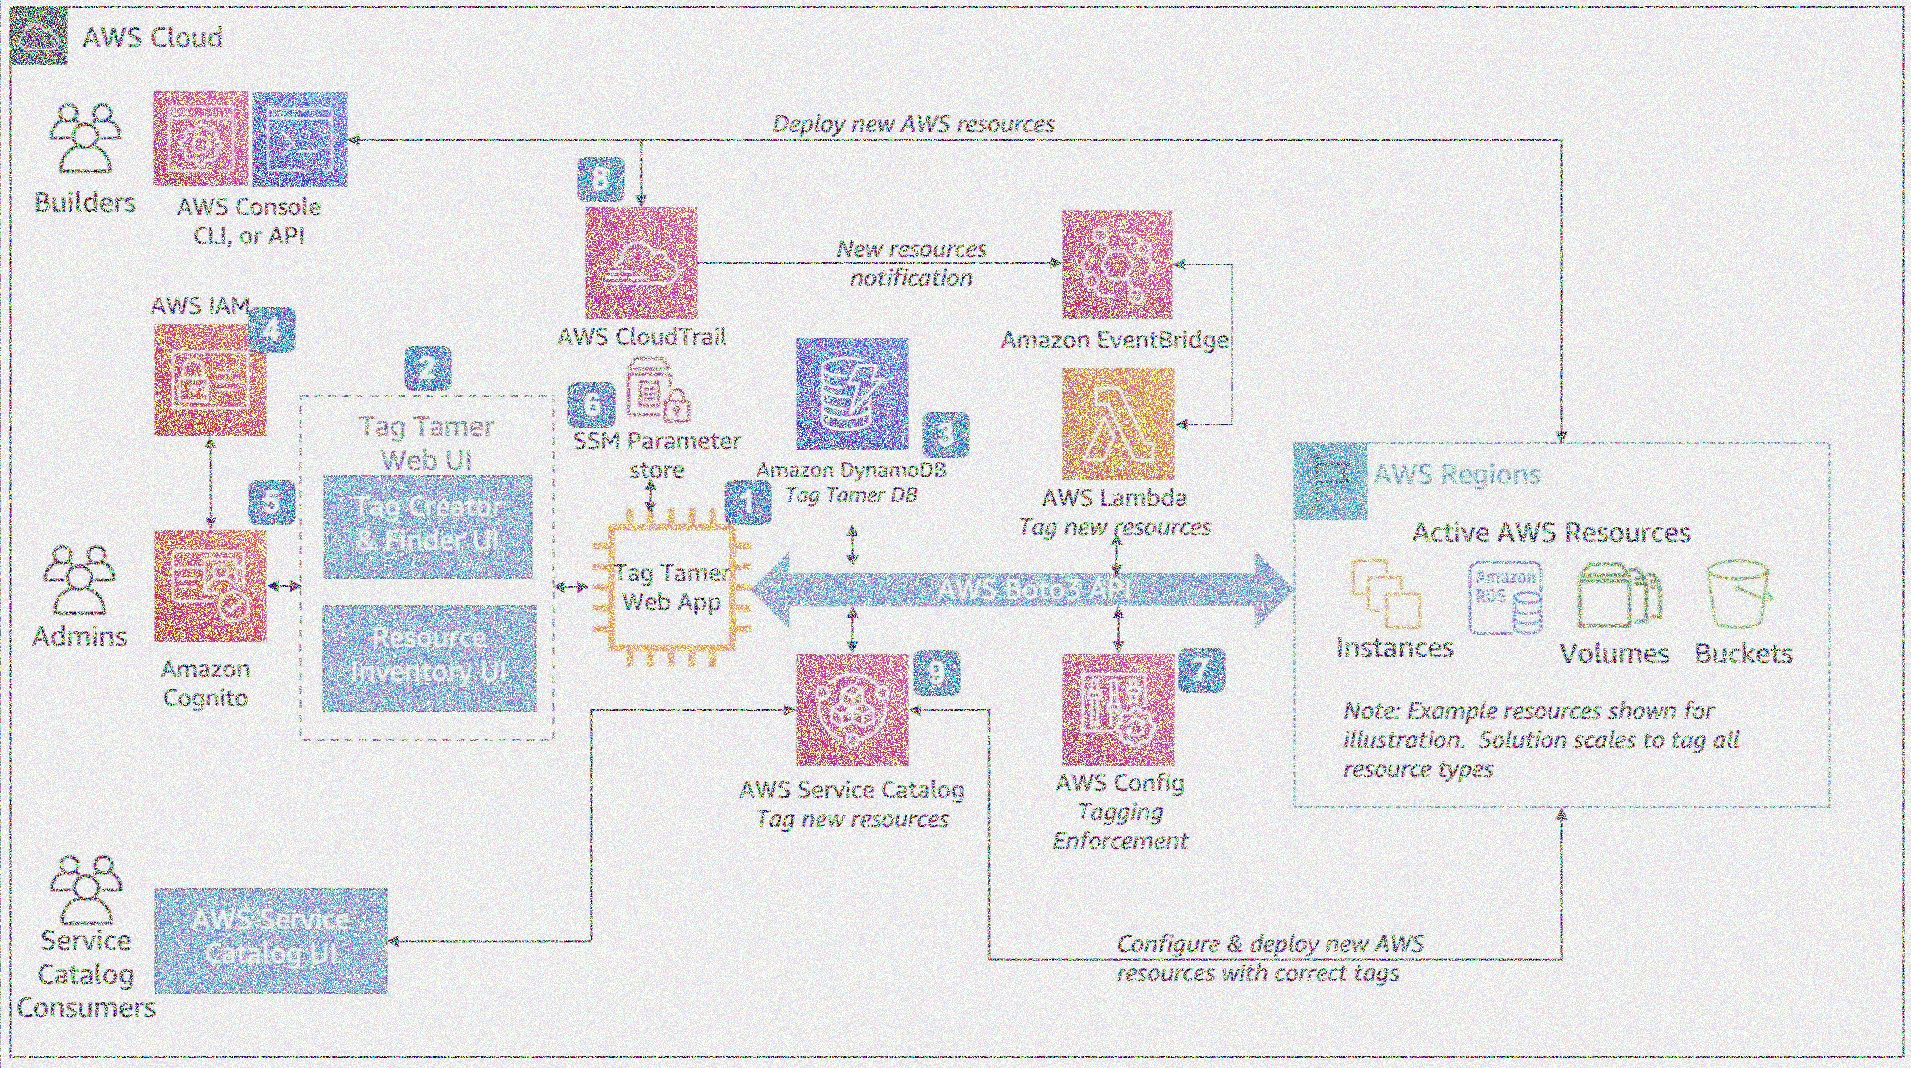 AWS Cloud
Builders
AWS Console
CLI, or API
Deploy new AWS resources
8
AWS CloudTrail
New resources
notification
Amazon EventBridge
AWS IAM
4
2
Tag Tamer
Web UI
Tag Creator
& Finder UI
Resource
Inventory UI
5
Amazon
Cognito
Admins
6
SSM Parameter
store
1
Tag Tamer
Web App
3
Amazon DynamoDB
Tag Tamer DB
AWS Lambda
Tag new resources
AWS Boto3 API
9
AWS Service Catalog
Tag new resources
7
AWS Config
Tagging
Enforcement
AWS Regions
Active AWS Resources
Instances
Amazon
RDS
Volumes
Buckets
Note: Example resources shown for
illustration. Solution scales to tag all
resource types
Service
Catalog
Consumers
AWS Service
Catalog UI
Configure & deploy new AWS
resources with correct tags